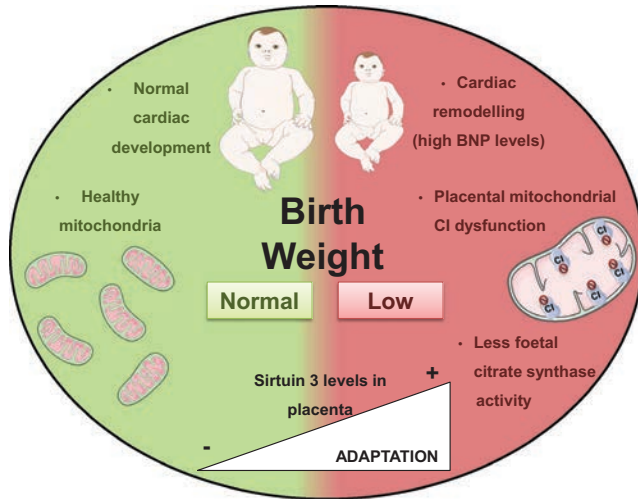 · Normal
cardiac
development
· Healthy
mitochondria
· Cardiac
remodelling
(high BNP levels)
· Placental mitochondrial
CI dysfunction
CI
CI
CI
CI
CI
Birth
Weight
Normal
Low
· Less foetal
citrate synthase
activity
Sirtuin 3 levels in
placenta
+
-
ADAPTATION